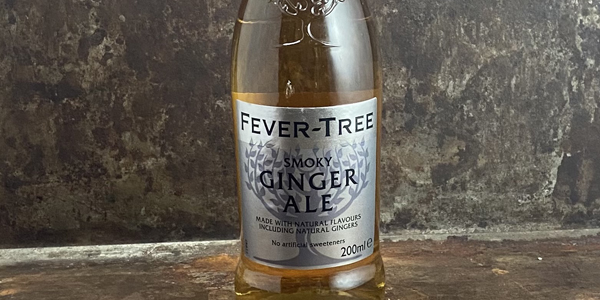 FEVER-TREE
SMOKY
GINGER
ALE
MADE WITH NATURAL FLAVOURS
INCLUDING NATURAL GINGERS
No artificial sweeteners
200ml e